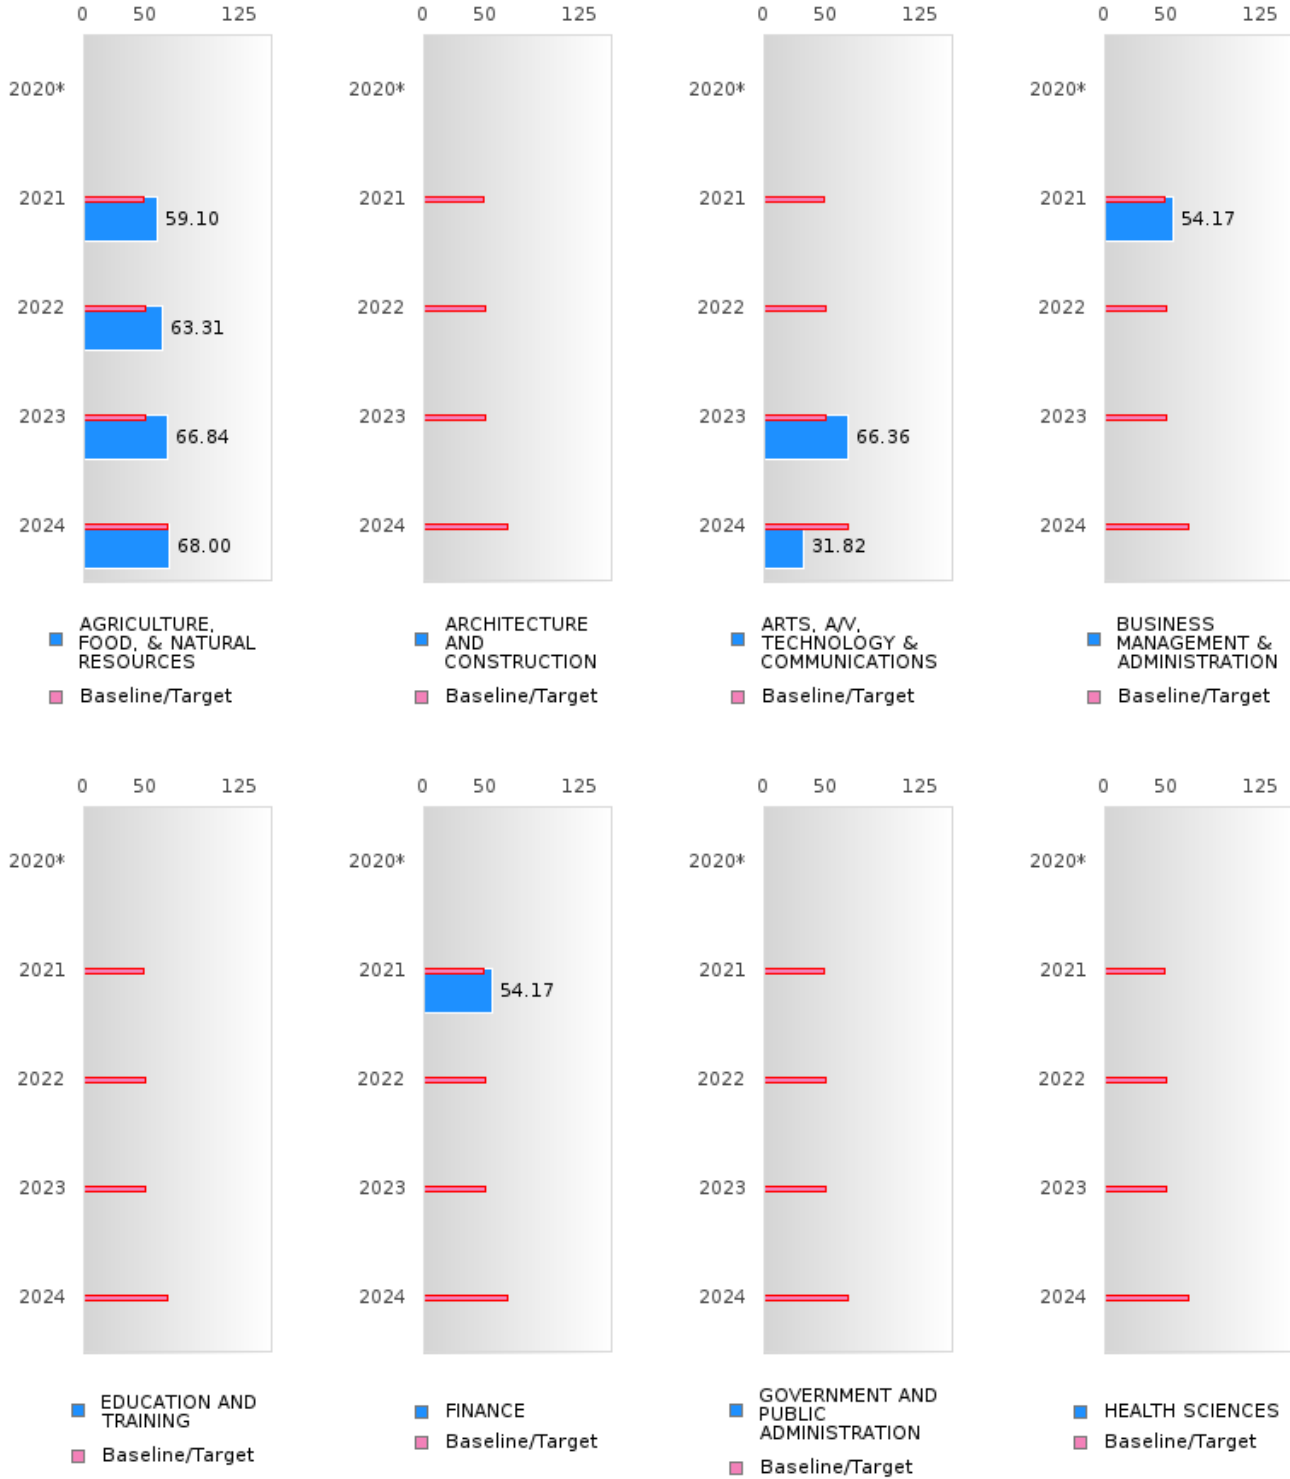 0 50 125
2020*
2021
59.10
2022
63.31
2023
66.84
2024
68.00
AGRICULTURE,
FOOD, & NATURAL
RESOURCES
Baseline/Target
0 50 125
2020*
2021
2022
2023
2024
ARCHITECTURE
AND
CONSTRUCTION
Baseline/Target
0 50 125
2020*
2021
2022
2023
66.36
2024
31.82
ARTS, A/V,
TECHNOLOGY &
COMMUNICATIONS
Baseline/Target
0 50 125
2020*
2021
54.17
2022
2023
2024
BUSINESS
MANAGEMENT &
ADMINISTRATION
Baseline/Target
0 50 125
2020*
2021
2022
2023
2024
EDUCATION AND
TRAINING
Baseline/Target
0 50 125
2020*
2021
54.17
2022
2023
2024
FINANCE
Baseline/Target
0 50 125
2020*
2021
2022
2023
2024
GOVERNMENT AND
PUBLIC
ADMINISTRATION
Baseline/Target
0 50 125
2020*
2021
2022
2023
2024
HEALTH SCIENCES
Baseline/Target